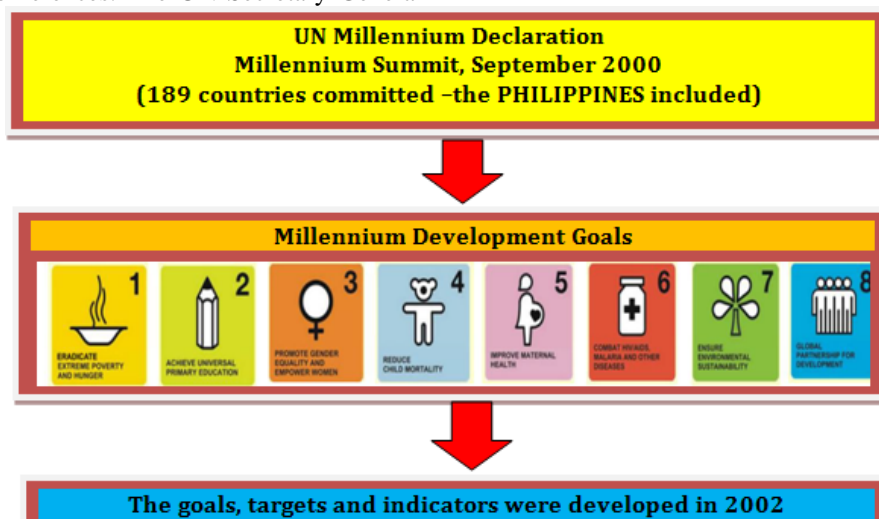 UN Millennium Declaration
Millennium Summit, September 2000
(189 countries committed –the PHILIPPINES included)
Millennium Development Goals
1
ERADICATE
EXTREME POVERTY
AND HUNGER
2
ACHIEVE UNIVERSAL
PRIMARY EDUCATION
3
PROMOTE GENDER
EQUALITY AND
EMPOWER WOMEN
4
REDUCE
CHILD MORTALITY
5
IMPROVE MATERNAL
HEALTH
6
COMBAT HIV/AIDS,
MALARIA AND OTHER
DISEASES
7
ENSURE
ENVIRONMENTAL
SUSTAINABILITY
8
GLOBAL
PARTNERSHIP FOR
DEVELOPMENT
The goals, targets and indicators were developed in 2002